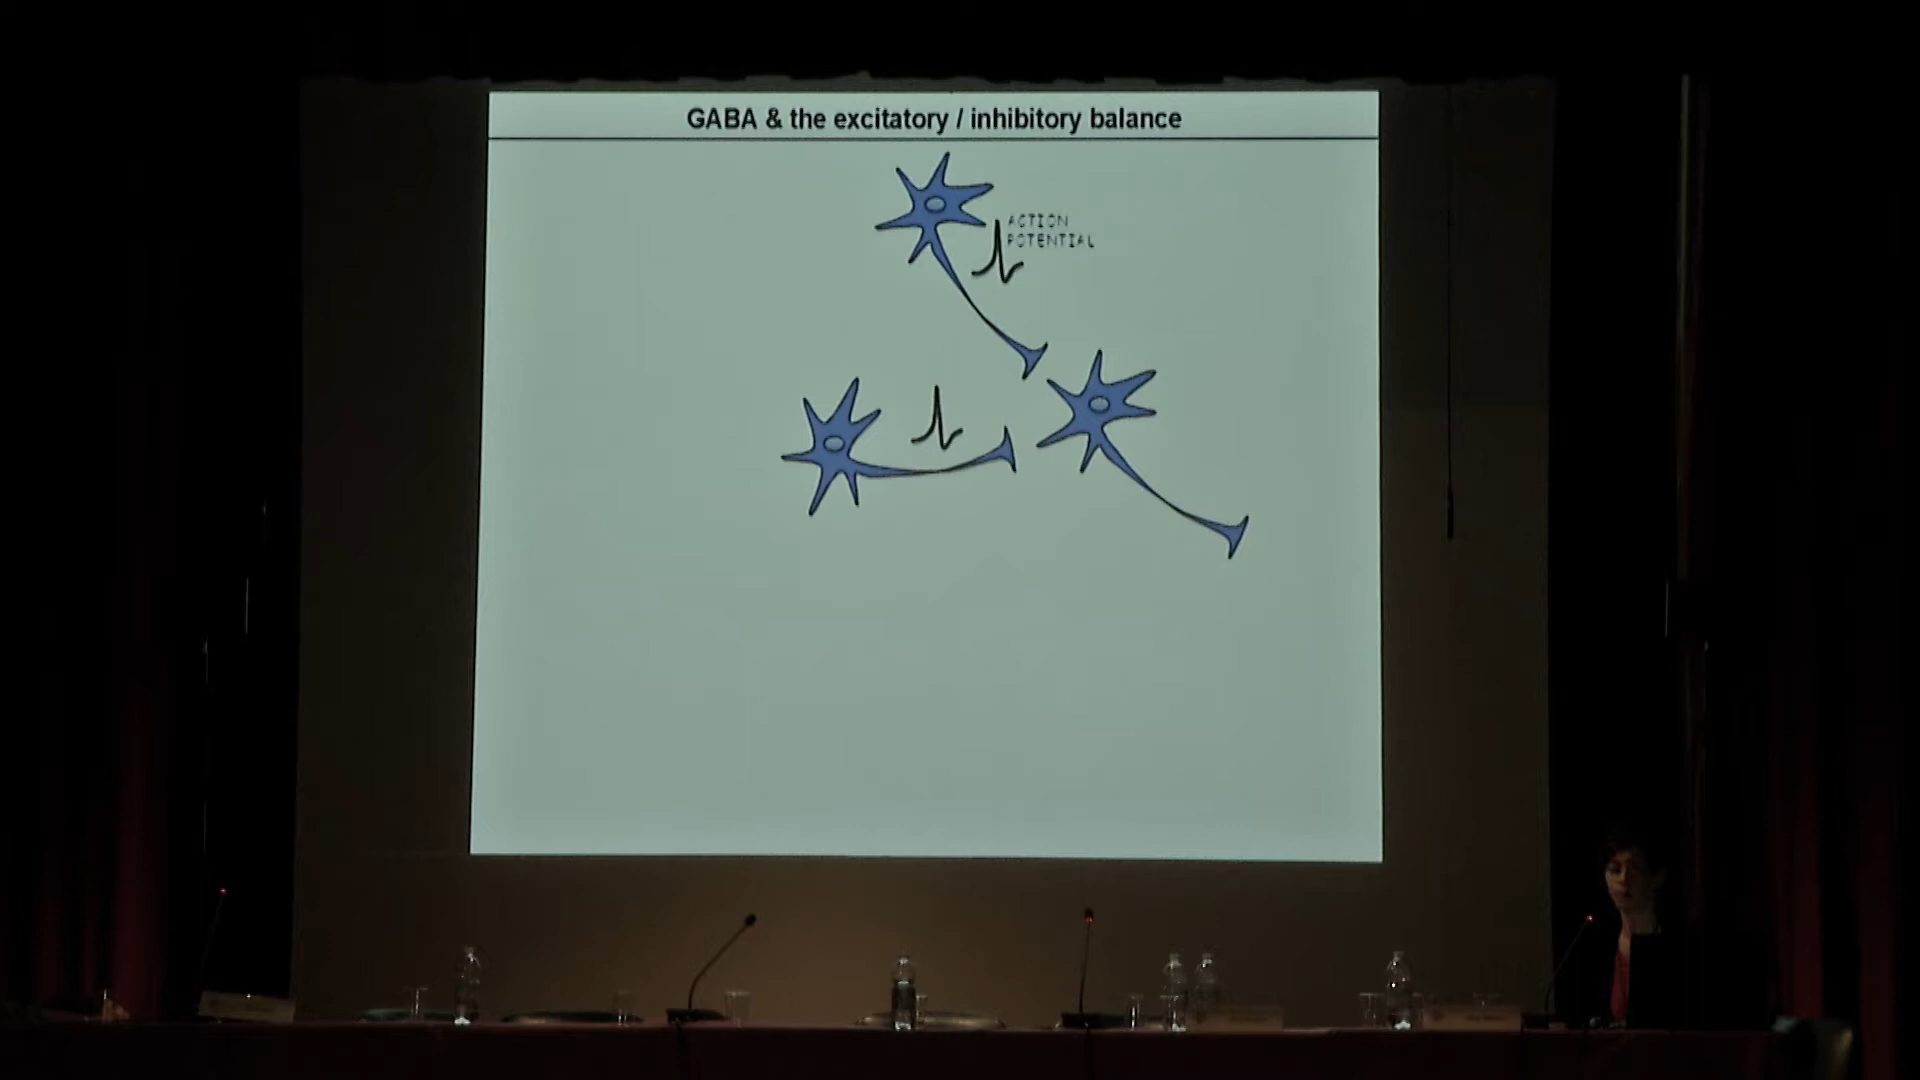 GABA & the excitatory / inhibitory balance
ACTION
POTENTIAL